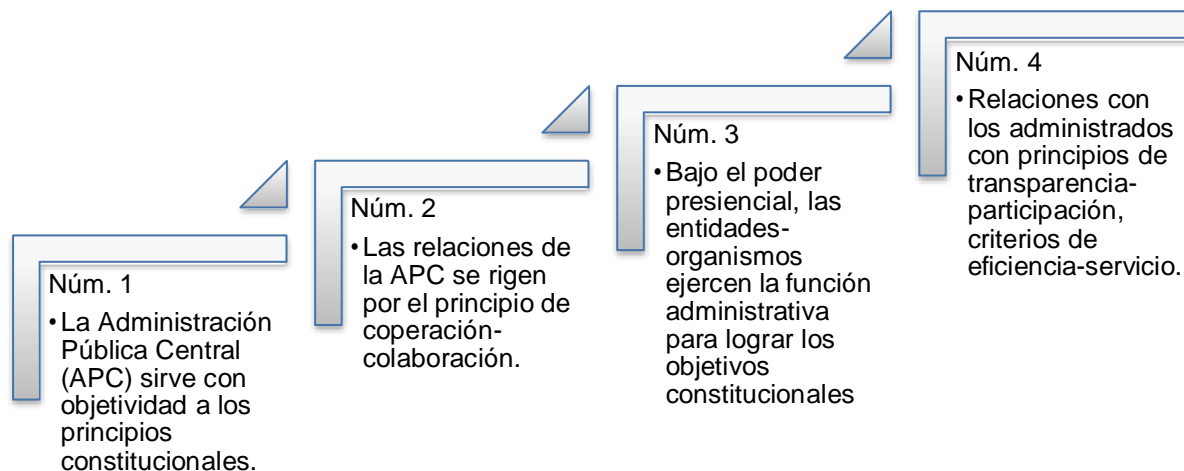 Núm. 1
•La Administración
Pública Central
(APC) sirve con
objetividad a los
principios
constitucionales.
Núm. 2
•Las relaciones de
la APC se rigen
por el principio de
coperación-
colaboración.
Núm. 3
•Bajo el poder
presiencial, las
entidades-
organismos
ejercen la función
administrativa
para lograr los
objetivos
constitucionales
Núm. 4
•Relaciones con
los administrados
con principios de
transparencia-
participación,
criterios de
eficiencia-servicio.